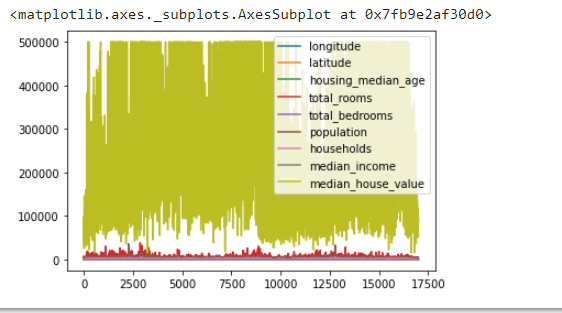 <matplotlib.axes._subplots.AxesSubplot at 0x7fb9e2af30d0>
500000
400000
300000
200000
100000
0
longitude
latitude
housing_median_age
total_rooms
total_bedrooms
population
households
median_income
median_house_value
0 2500 5000 7500 10000 12500 15000 17500